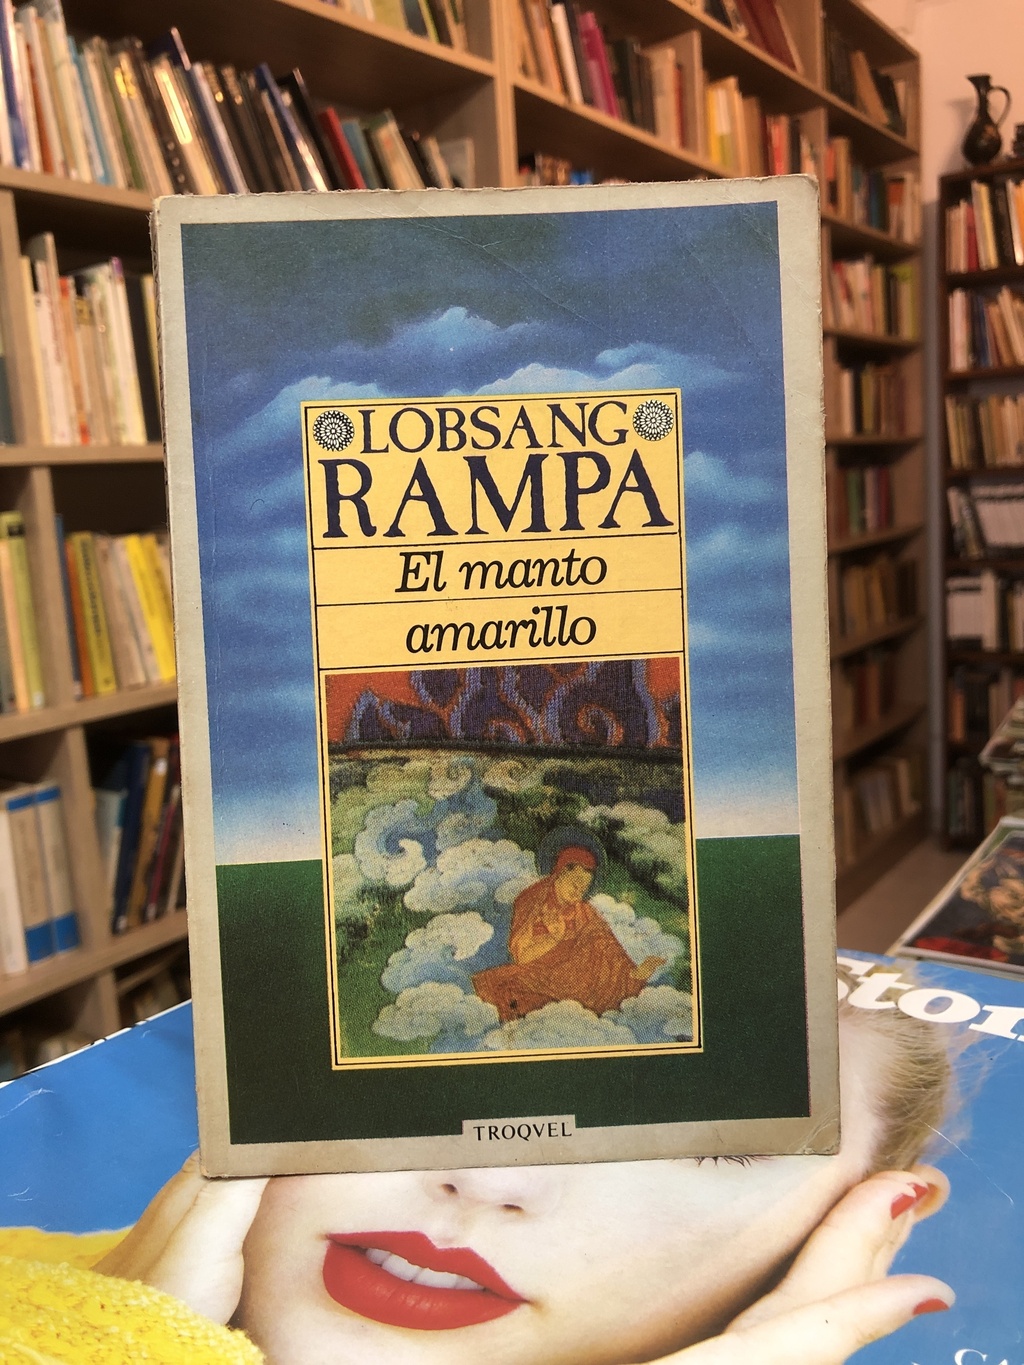 LOBSANG
RAMPA
El manto
amarillo
TROQVEL